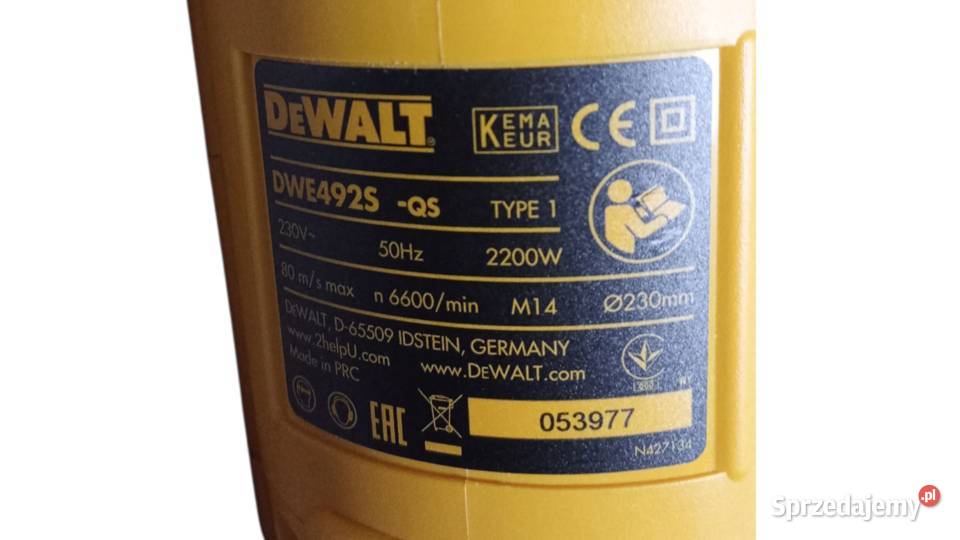 DEWALT®
KEMA EUR CE
DWE492S -QS TYPE 1
230V~ 50Hz 2200W
80 m/s max n 6600/min M14 Ø230mm
DEWALT, D-65509 IDSTEIN, GERMANY
www.2helpU.com www.DEWALT.com
Made in PRC
EAC
053977
N427134
Sprzedajemy.pl